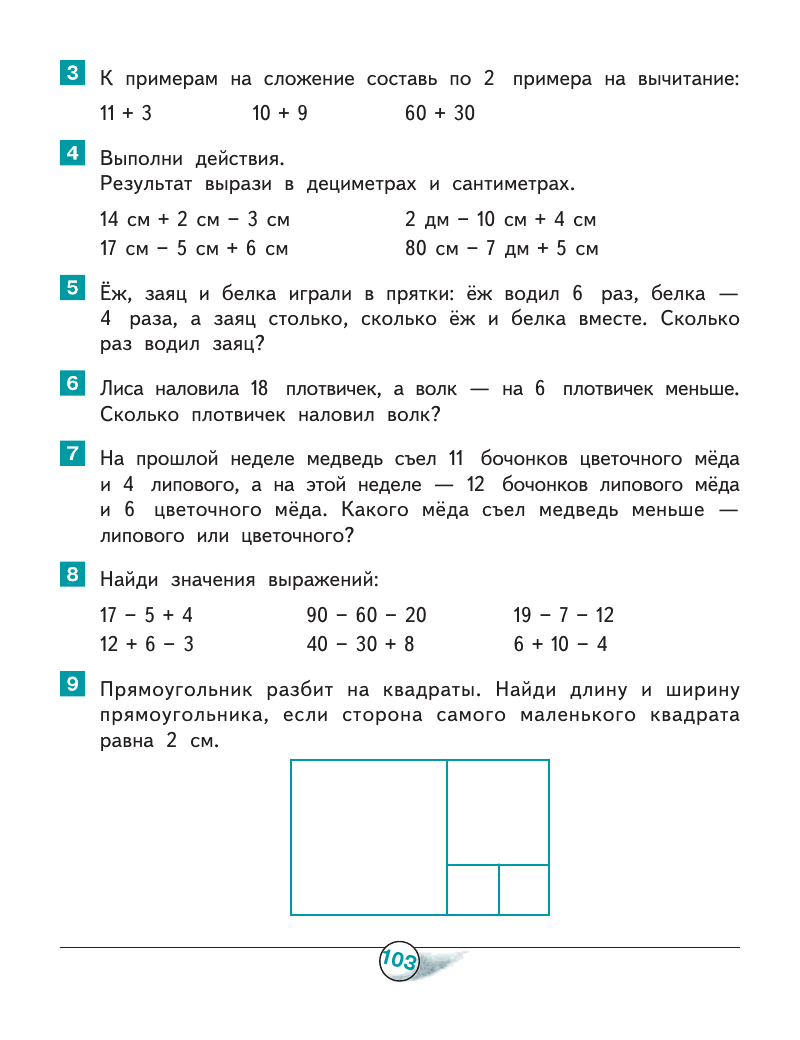 3 К примерам на сложение составь по 2 примера на вычитание:
11 + 3 10 + 9 60 + 30
4 Выполни действия.
Результат вырази в дециметрах и сантиметрах.
14 см + 2 см – 3 см 2 дм – 10 см + 4 см
17 см – 5 см + 6 см 80 см – 7 дм + 5 см
5 Ёж, заяц и белка играли в прятки: ёж водил 6 раз, белка —
4 раза, а заяц столько, сколько ёж и белка вместе. Сколько
раз водил заяц?
6 Лиса наловила 18 плотвичек, а волк — на 6 плотвичек меньше.
Сколько плотвичек наловил волк?
7 На прошлой неделе медведь съел 11 бочонков цветочного мёда
и 4 липового, а на этой неделе — 12 бочонков липового мёда
и 6 цветочного мёда. Какого мёда съел медведь меньше —
липового или цветочного?
8 Найди значения выражений:
17 – 5 + 4 90 – 60 – 20 19 – 7 – 12
12 + 6 – 3 40 – 30 + 8 6 + 10 – 4
9 Прямоугольник разбит на квадраты. Найди длину и ширину
прямоугольника, если сторона самого маленького квадрата
равна 2 см.
103